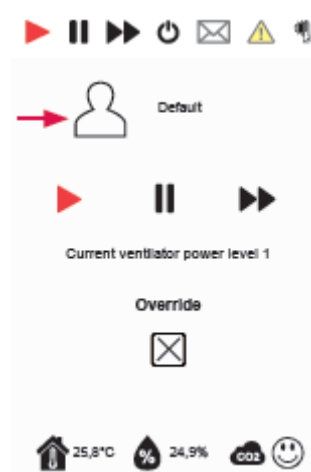 Default
Current ventilator power level 1
Override
25,8°C % 24,9% CO2